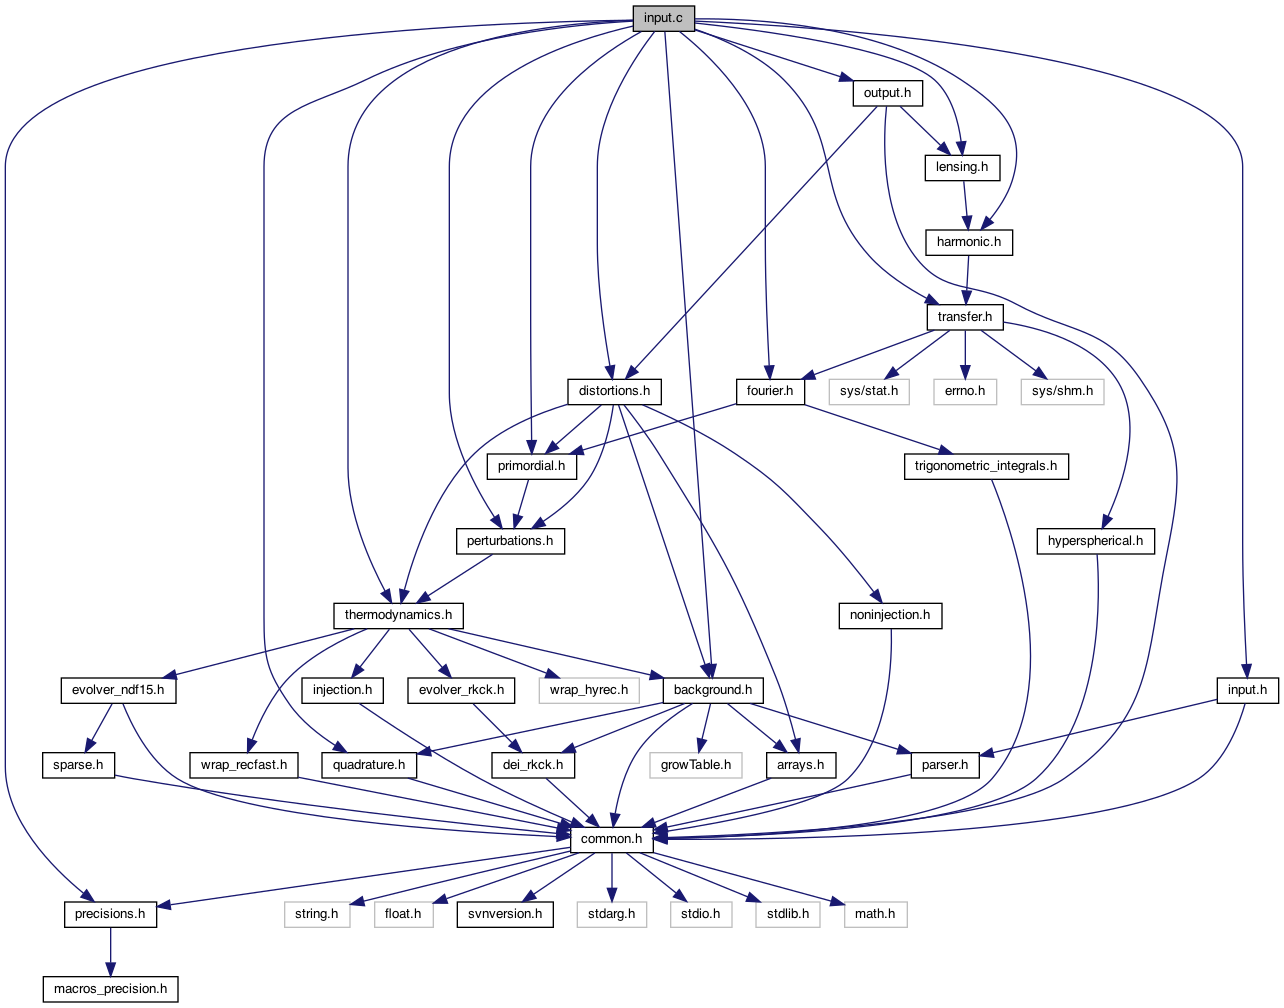 input.c
output.h
lensing.h
harmonic.h
transfer.h
distortions.h
fourier.h
sys/stat.h
errno.h
sys/shm.h
primordial.h
trigonometric_integrals.h
perturbations.h
hyperspherical.h
thermodynamics.h
noninjection.h
evolver_ndf15.h
injection.h
evolver_rkck.h
wrap_hyrec.h
background.h
input.h
sparse.h
wrap_recfast.h
quadrature.h
dei_rkck.h
growTable.h
arrays.h
parser.h
common.h
precisions.h
string.h
float.h
svnversion.h
stdarg.h
stdio.h
stdlib.h
math.h
macros_precision.h